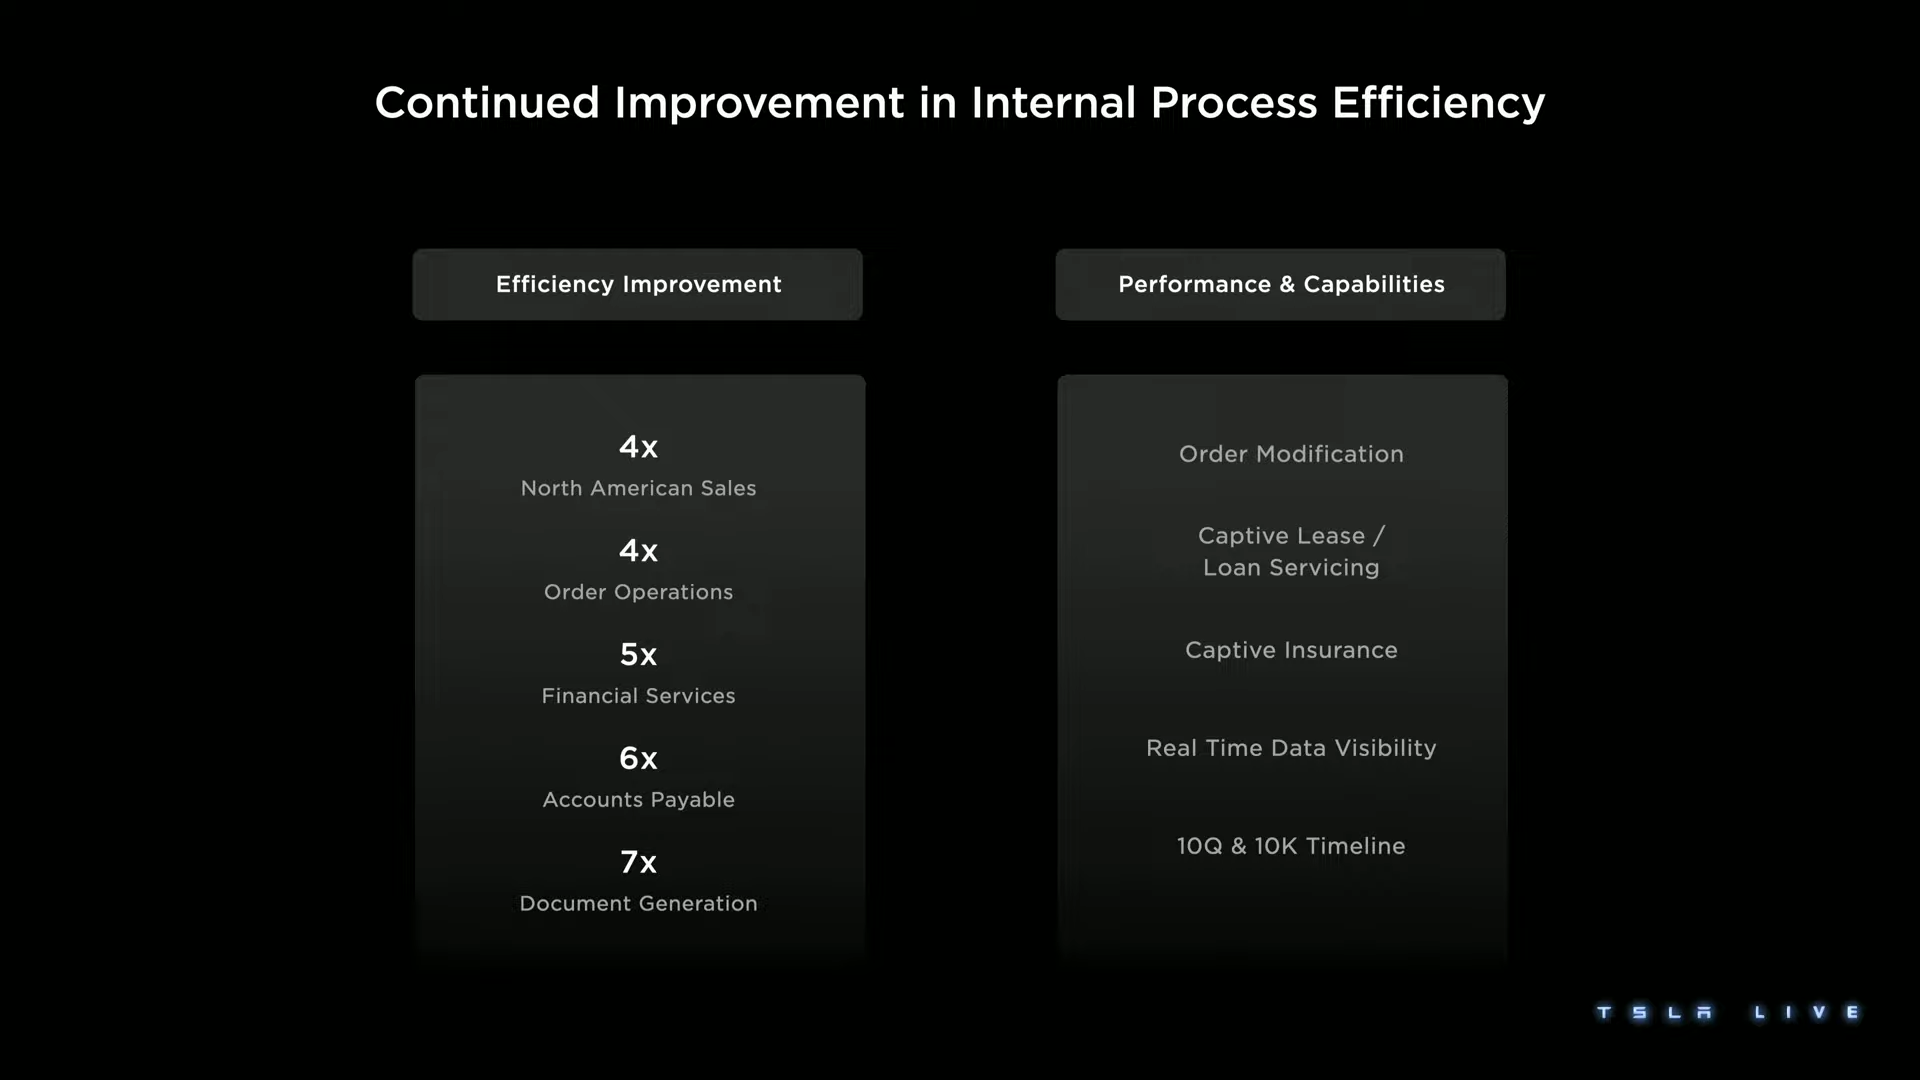 Continued Improvement in Internal Process Efficiency
Efficiency Improvement
4x
North American Sales
4x
Order Operations
5x
Financial Services
6x
Accounts Payable
7x
Document Generation
Performance & Capabilities
Order Modification
Captive Lease /
Loan Servicing
Captive Insurance
Real Time Data Visibility
10Q & 10K Timeline
TSLA LIVE